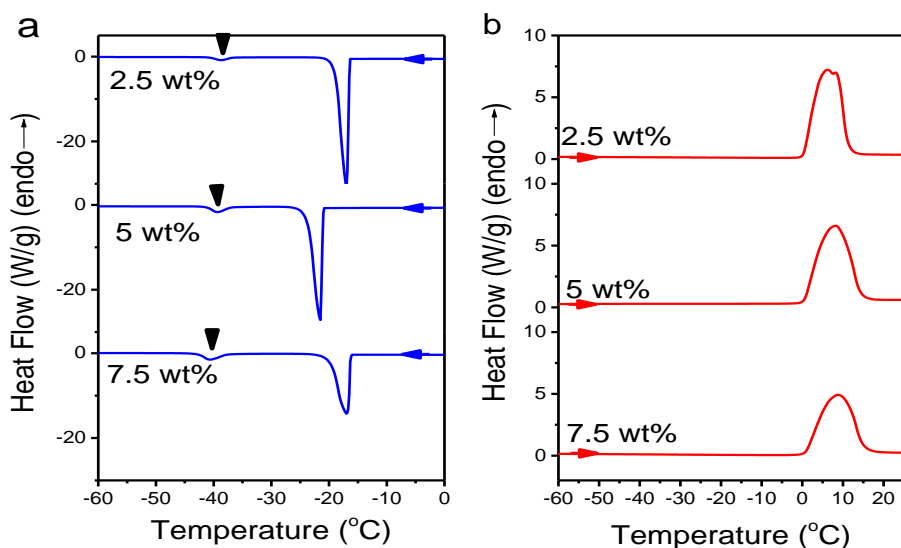 a
Heat Flow (W/g) (endo→)
0
2.5 wt%
-20
0
5 wt%
-20
0
7.5 wt%
-20
-60 -50 -40 -30 -20 -10 0
Temperature (°C)
b
Heat Flow (W/g) (endo→)
10
5
2.5 wt%
0
10
5
5 wt%
0
10
5
7.5 wt%
0
-60 -50 -40 -30 -20 -10 0 10 20
Temperature (°C)